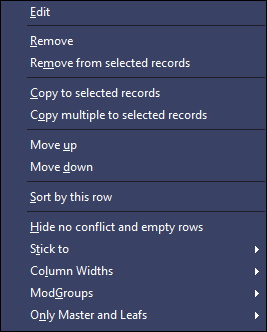 Edit
Remove
Remove from selected records
Copy to selected records
Copy multiple to selected records
Move up
Move down
Sort by this row
Hide no conflict and empty rows
Stick to
Column Widths
ModGroups
Only Master and Leafs